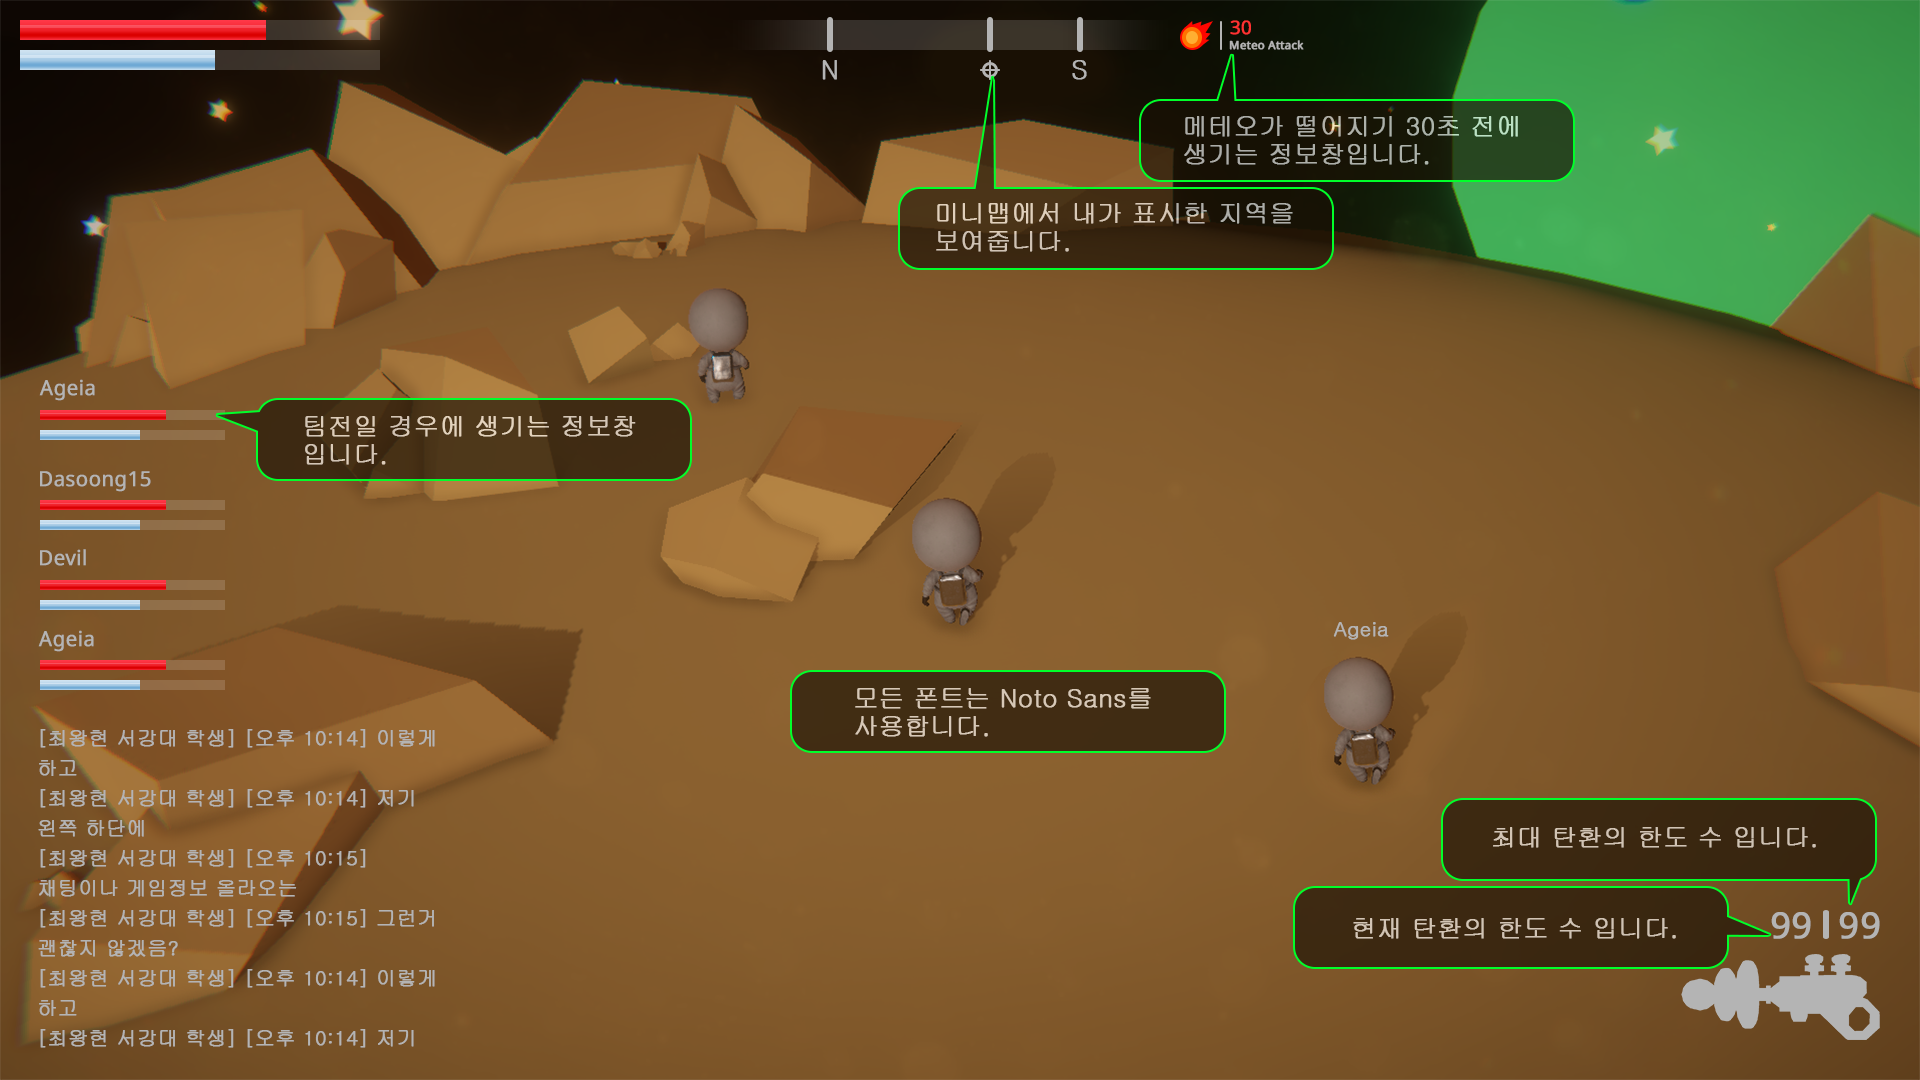 N
S
30
Meteo Attack
메테오가 떨어지기 30초 전에
생기는 정보창입니다.
미니맵에서 내가 표시한 지역을
보여줍니다.
Ageia
팀전일 경우에 생기는 정보창
입니다.
Dasoong15
Devil
Ageia
Ageia
모든 폰트는 Noto Sans를
사용합니다.
[최왕현 서강대 학생] [오후 10:14] 이렇게
하고
[최왕현 서강대 학생] [오후 10:14] 저기
왼쪽 하단에
[최왕현 서강대 학생] [오후 10:15]
채팅이나 게임정보 올라오는
[최왕현 서강대 학생] [오후 10:15] 그런거
괜찮지 않겠음?
[최왕현 서강대 학생] [오후 10:14] 이렇게
하고
[최왕현 서강대 학생] [오후 10:14] 저기
최대 탄환의 한도 수 입니다.
현재 탄환의 한도 수 입니다.
99|99